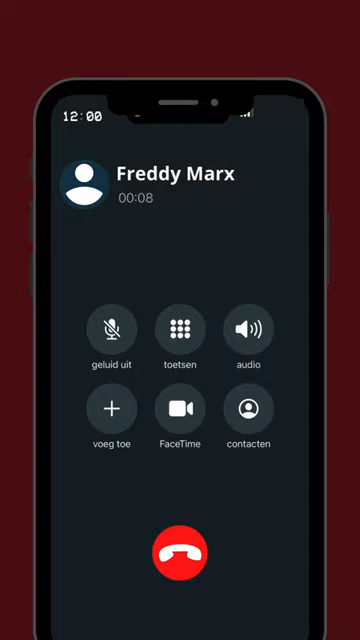 12:00
Freddy Marx
00:08
geluid uit
toetsen
audio
voeg toe
FaceTime
contacten